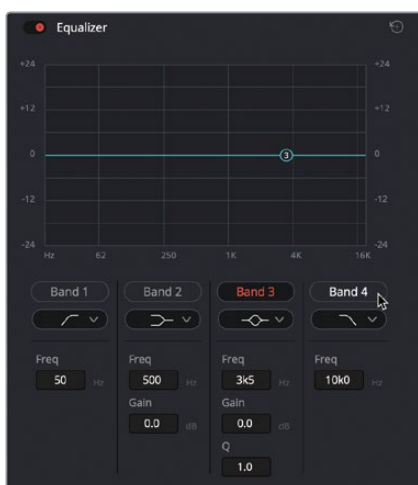 Equalizer
+24 +24
+12 +12
0 3 0
-12 -12
-24 -24
Hz 62 250 1K 4K 16K
Band 1 Band 2 Band 3 Band 4
Freq Freq Freq Freq
50 Hz 500 Hz 3k5 Hz 10k0 Hz
Gain Gain
0.0 dB 0.0 dB
Q
1.0